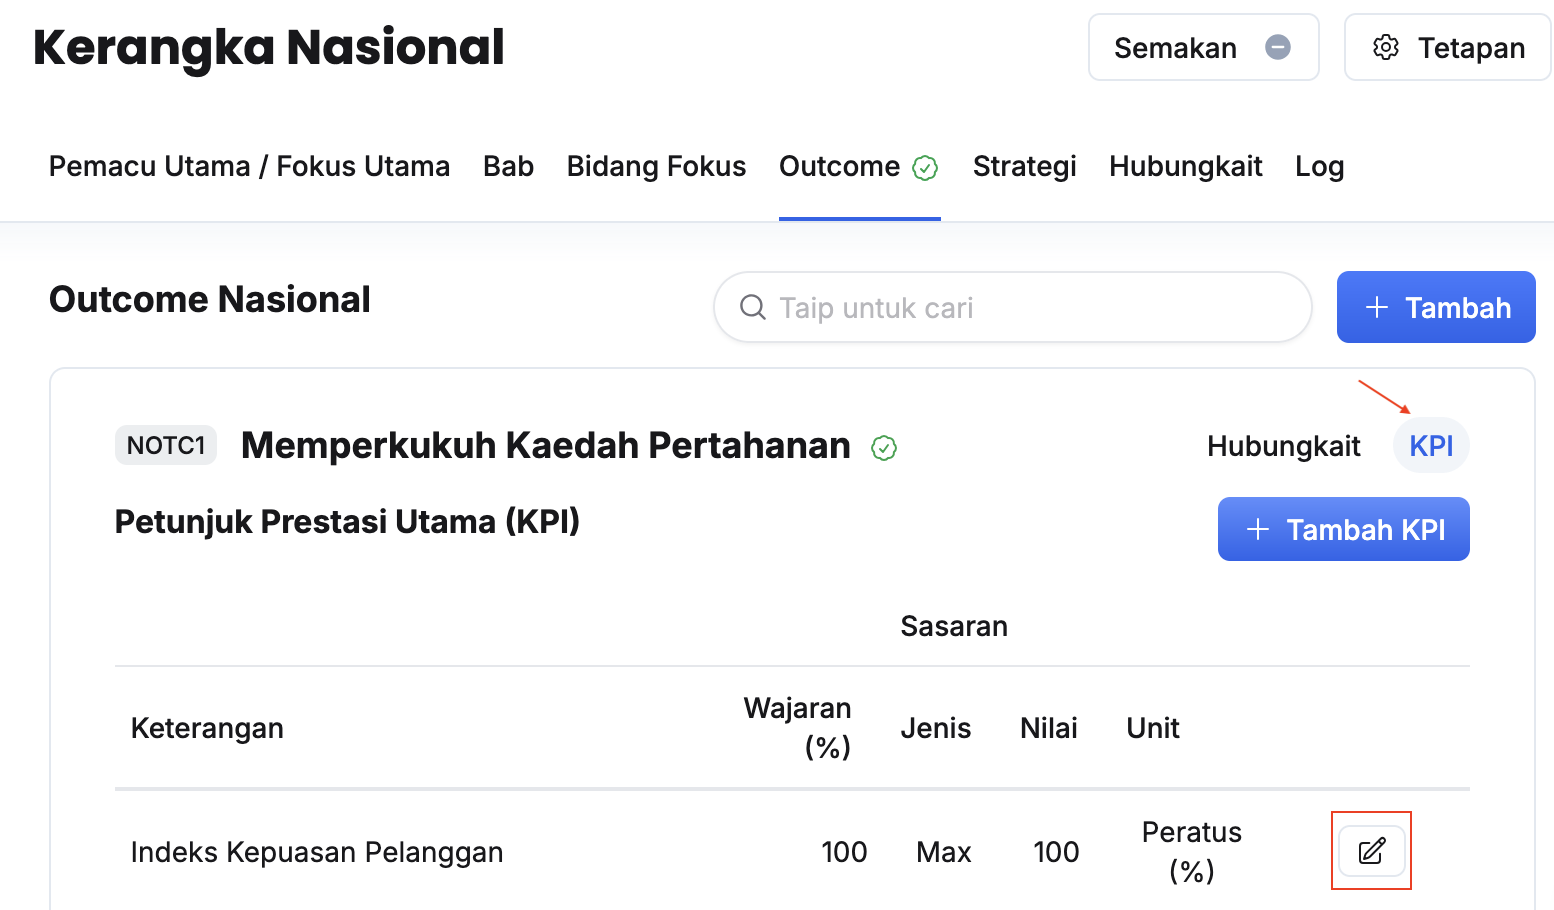 Kerangka Nasional
Semakan
Tetapan
Pemacu Utama / Fokus Utama Bab Bidang Fokus Outcome Strategi Hubungkait Log
Outcome Nasional
Taip untuk cari
+ Tambah
NOTC1 Memperkukuh Kaedah Pertahanan
Hubungkait KPI
Petunjuk Prestasi Utama (KPI)
+ Tambah KPI
Sasaran
Keterangan
Wajaran
(%)
Jenis
Nilai
Unit
Indeks Kepuasan Pelanggan
100
Max
100
Peratus
(%)